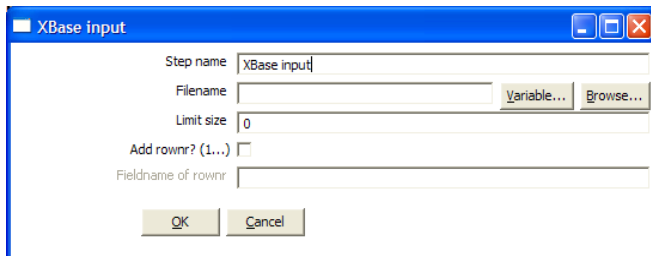 XBase input
Step name XBase input
Filename Variable... Browse...
Limit size 0
Add rownr? (1...)
Fieldname of rownr
OK Cancel